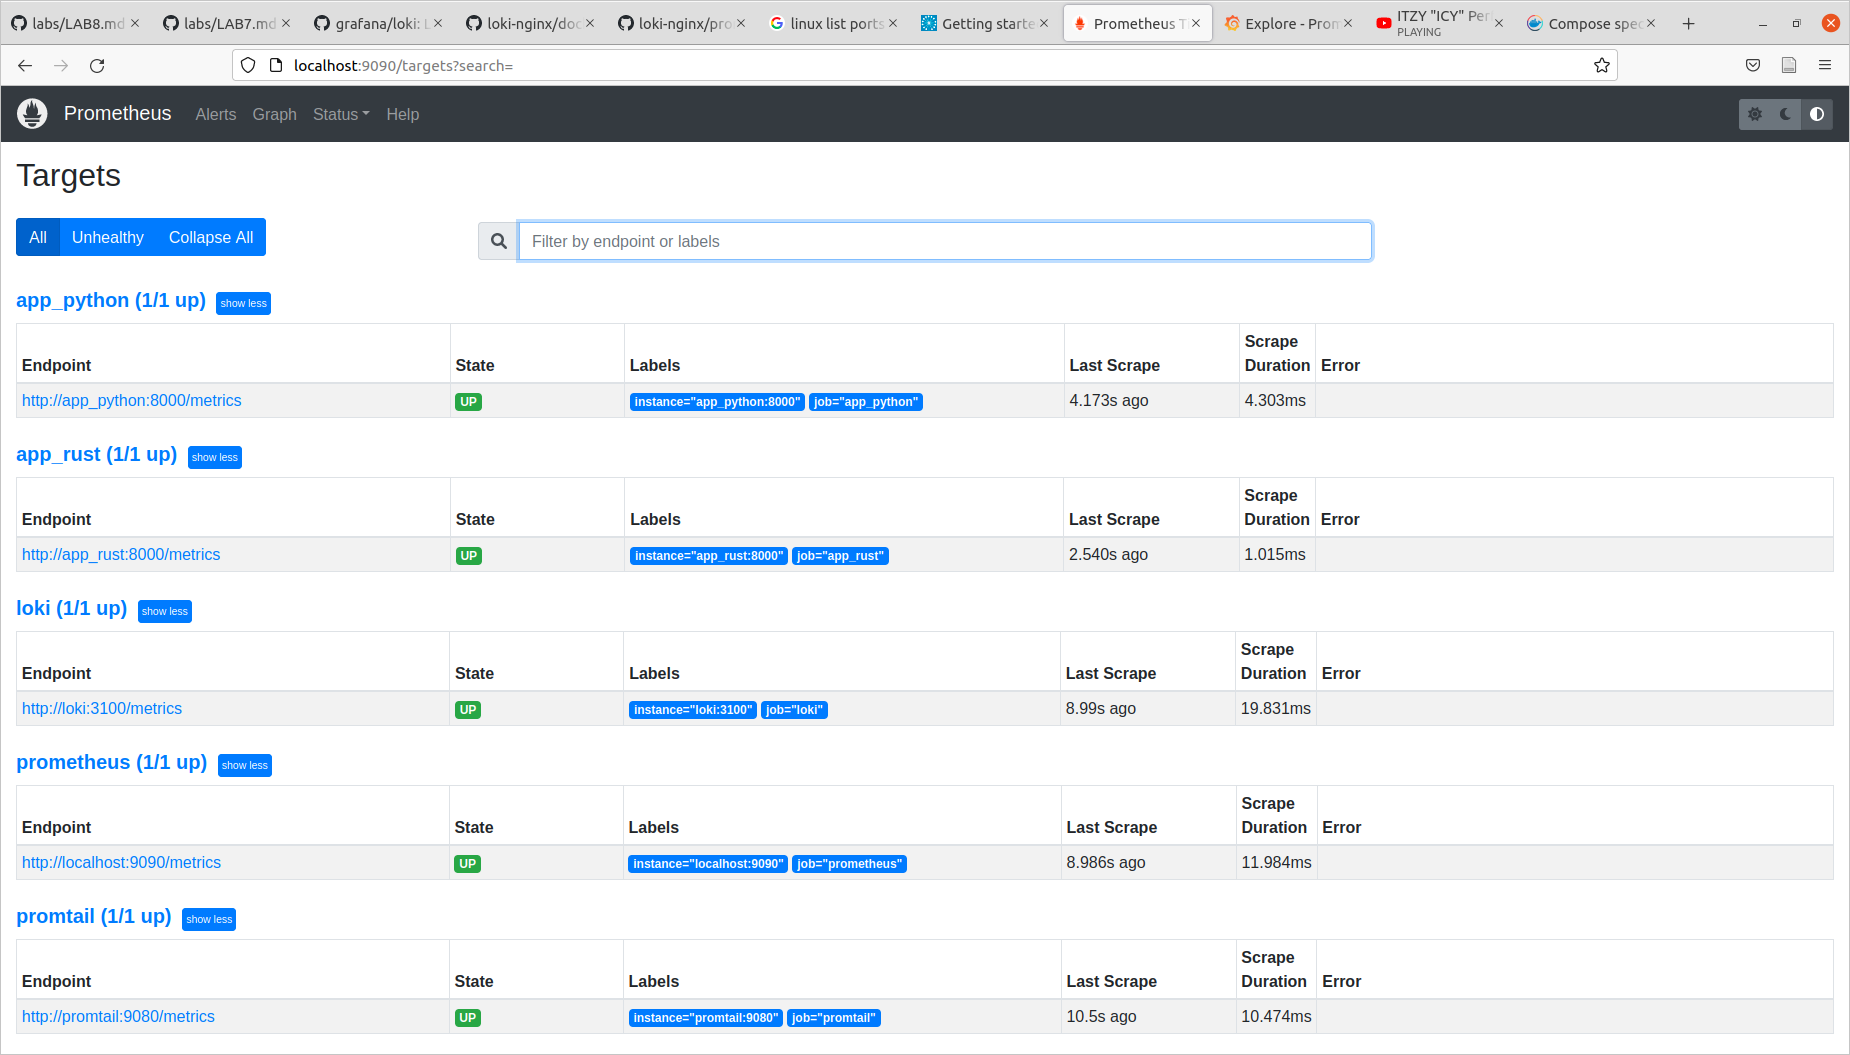 labs/LAB8.md labs/LAB7.md grafana/loki: L loki-nginx/doc loki-nginx/pro linux list ports Getting starte Prometheus T Explore - Prom ITZY "ICY" Per Compose spec
PLAYING
localhost:9090/targets?search=
Prometheus Alerts Graph Status Help
Targets
All Unhealthy Collapse All Filter by endpoint or labels
app_python (1/1 up) show less
Endpoint State Labels Last Scrape Scrape Duration Error
http://app_python:8000/metrics UP instance="app_python:8000" job="app_python" 4.173s ago 4.303ms
app_rust (1/1 up) show less
Endpoint State Labels Last Scrape Scrape Duration Error
http://app_rust:8000/metrics UP instance="app_rust:8000" job="app_rust" 2.540s ago 1.015ms
loki (1/1 up) show less
Endpoint State Labels Last Scrape Scrape Duration Error
http://loki:3100/metrics UP instance="loki:3100" job="loki" 8.99s ago 19.831ms
prometheus (1/1 up) show less
Endpoint State Labels Last Scrape Scrape Duration Error
http://localhost:9090/metrics UP instance="localhost:9090" job="prometheus" 8.986s ago 11.984ms
promtail (1/1 up) show less
Endpoint State Labels Last Scrape Scrape Duration Error
http://promtail:9080/metrics UP instance="promtail:9080" job="promtail" 10.5s ago 10.474ms